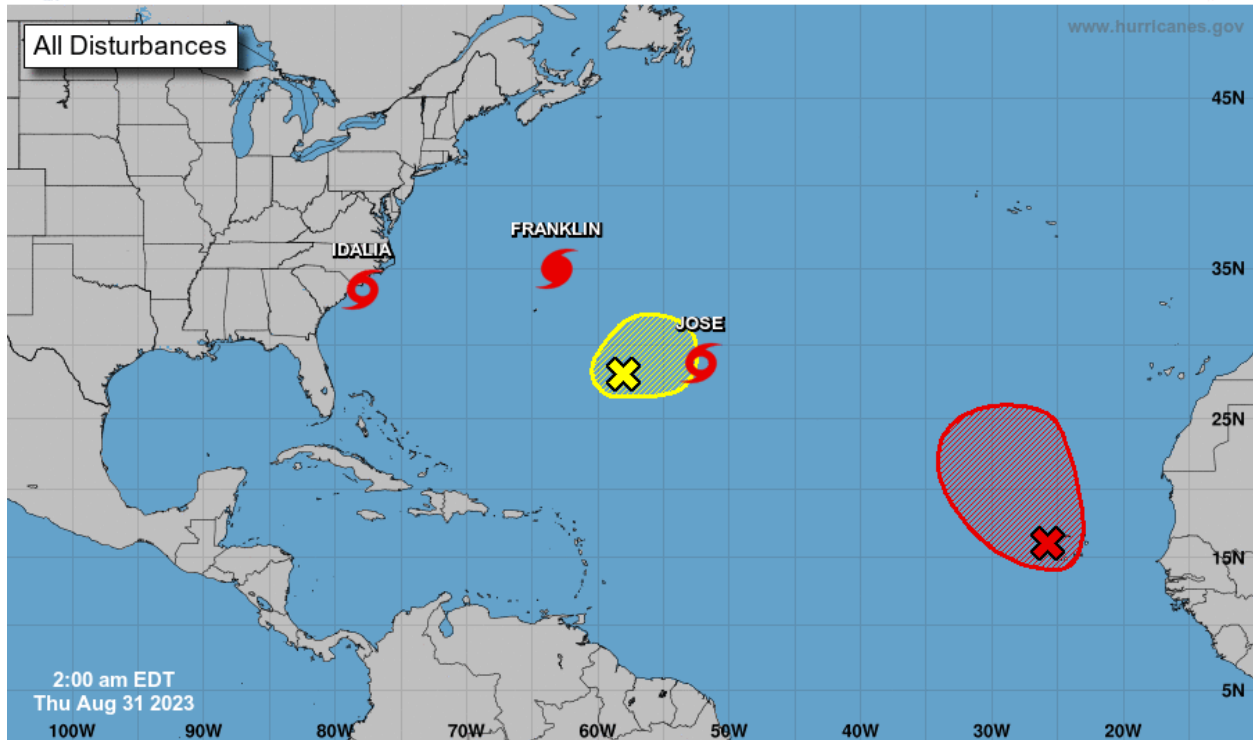 www.hurricanes.gov
All Disturbances
45N
FRANKLIN
IDALIA
35N
JOSE
25N
15N
2:00 am EDT
Thu Aug 31 2023
5N
100W 90W 80W 70W 60W 50W 40W 30W 20W